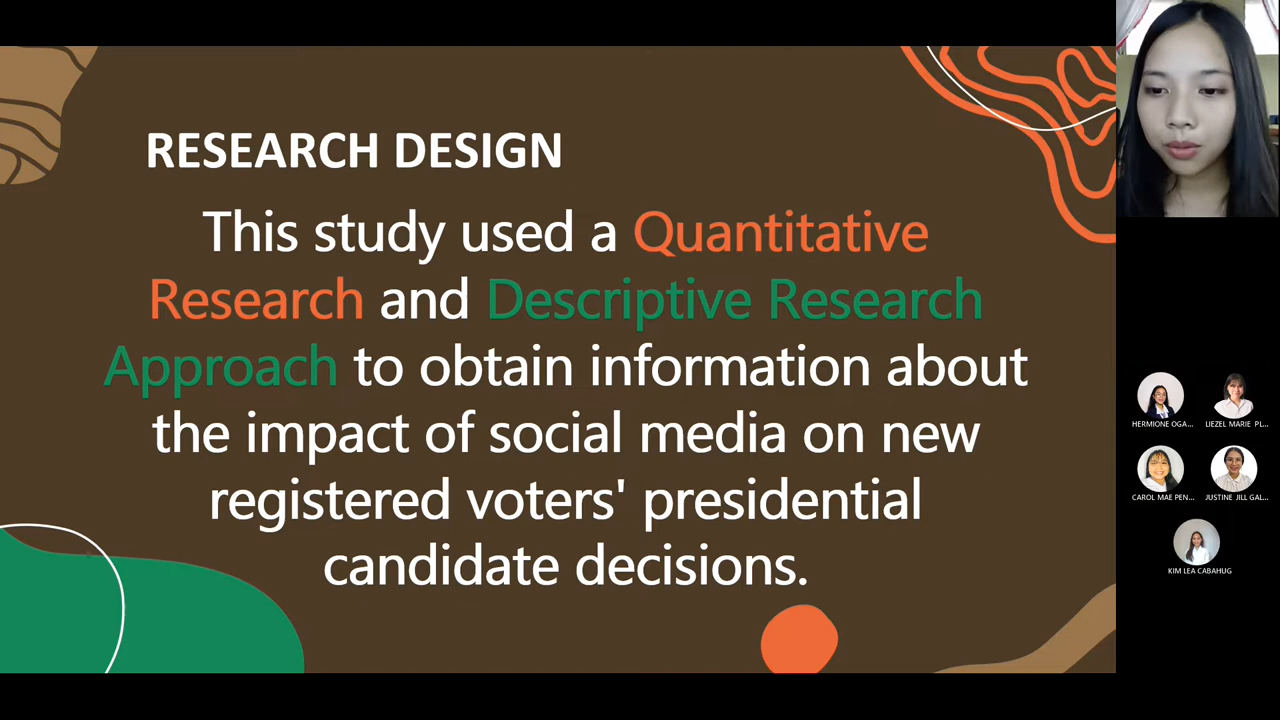 RESEARCH DESIGN
This study used a Quantitative
Research and Descriptive Research
Approach to obtain information about
the impact of social media on new
registered voters' presidential
candidate decisions.
HERMIONE OGA...
LIEZEL MARIE PL...
CAROL MAE PEN...
JUSTINE JILL GAL...
KIM LEA CABAHUG